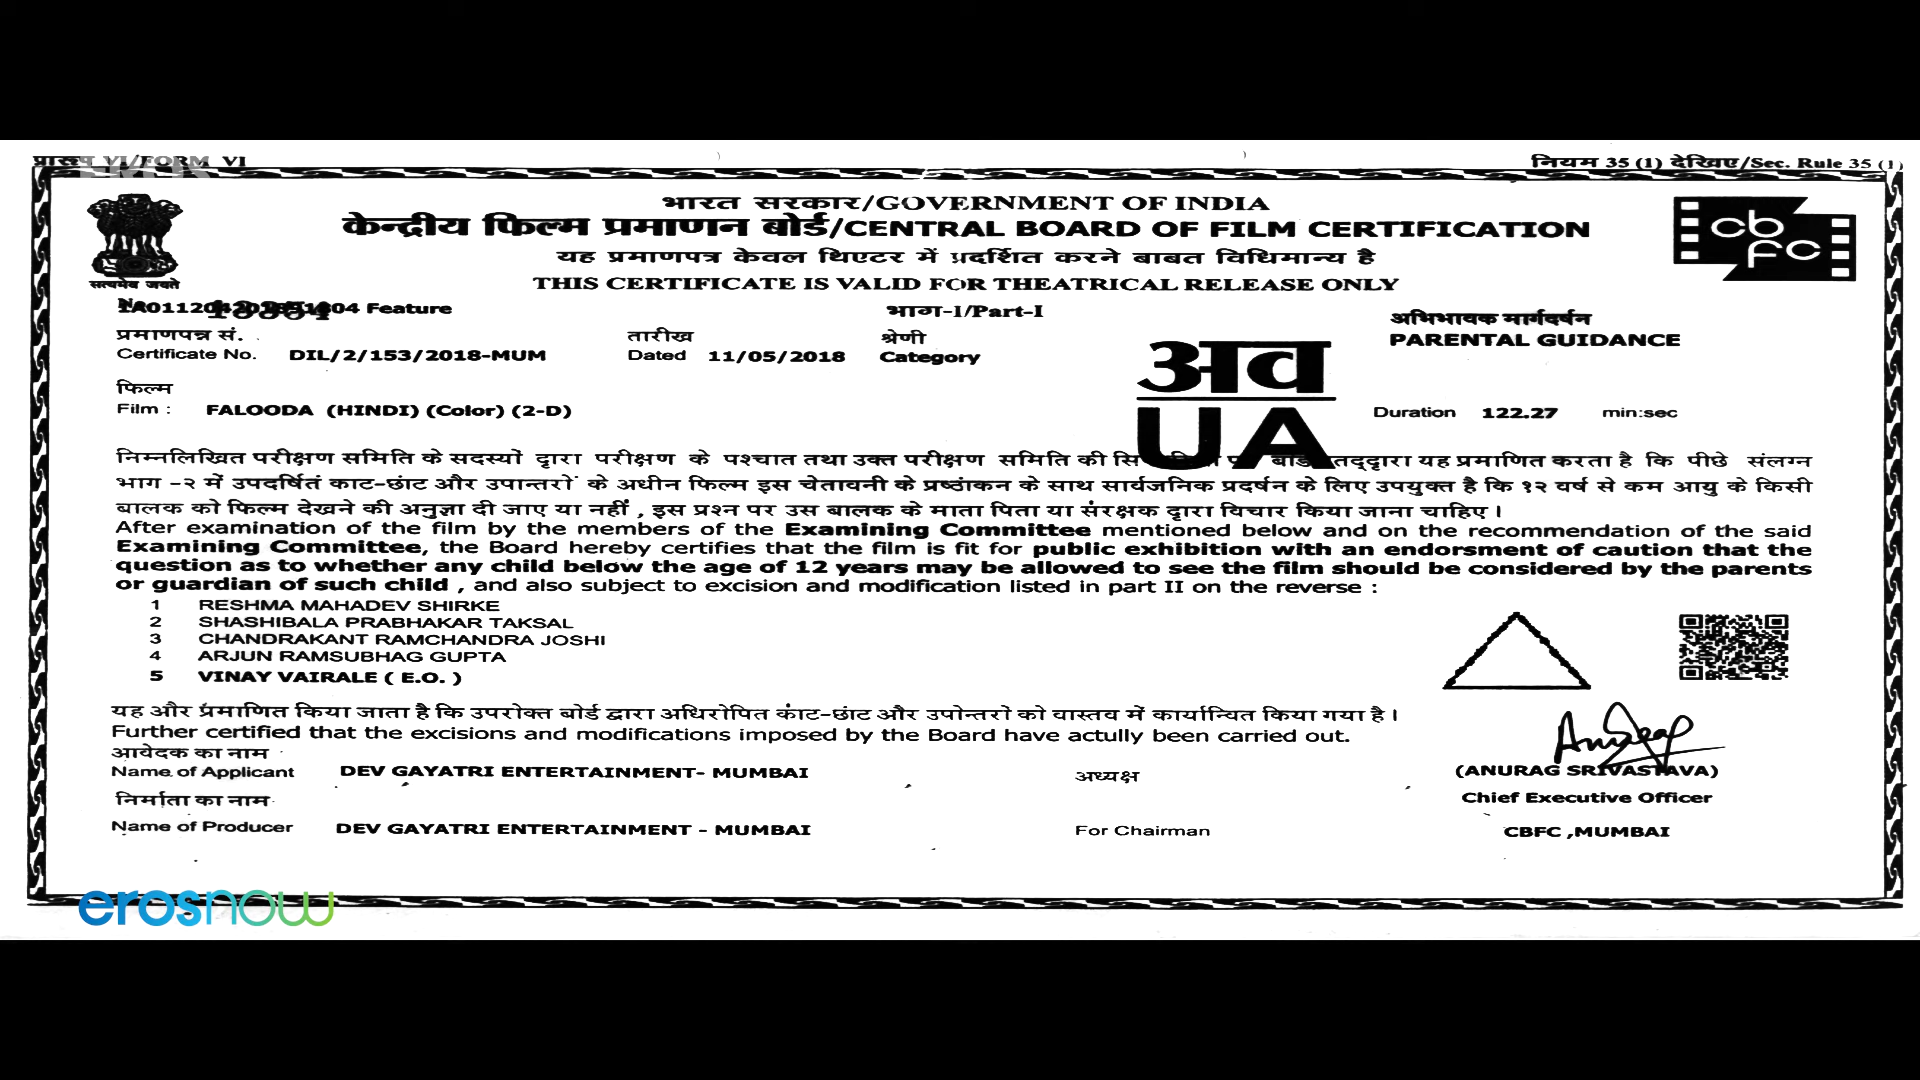 प्रारूप VI/FORM VI
नियम 35 (1) देखिए/Sec. Rule 35 (1)
भारत सरकार/GOVERNMENT OF INDIA
केन्द्रीय फिल्म प्रमाणन बोर्ड/CENTRAL BOARD OF FILM CERTIFICATION
cbfc
यह प्रमाणपत्र केवल थिएटर में प्रदर्शित करने बाबत विधिमान्य है
सत्यमेव जयते
THIS CERTIFICATE IS VALID FOR THEATRICAL RELEASE ONLY
Feature
भाग-I/Part-I
अभिभावक मार्गदर्शन
प्रमाणपत्र सं.
तारीख
श्रेणी
PARENTAL GUIDANCE
Certificate No. DIL/2/153/2018-MUM
Dated 11/05/2018
Category
अव
UA
फिल्म
Film : FALOODA (HINDI) (Color) (2-D)
Duration 122.27 min:sec
निम्नलिखित परीक्षण समिति के सदस्यों द्वारा परीक्षण के पश्चात तथा उक्त परीक्षण समिति की यह प्रमाणित करता है कि पीछे संलग्न
भाग -२ में उपदर्षितं काट-छांट और उपान्तरों के अधीन फिल्म इस चेतावनी के प्रष्ठांकन के साथ सार्वजनिक प्रदर्शन के लिए उपयुक्त है कि १२ वर्ष से कम आयु के किसी
बालक को फिल्म देखने की अनुज्ञा दी जाए या नहीं , इस प्रश्न पर उस बालक के माता पिता या संरक्षक द्वारा विचार किया जाना चाहिए ।
After examination of the film by the members of the Examining Committee mentioned below and on the recommendation of the said
Examining Committee, the Board hereby certifies that the film is fit for public exhibition with an endorsment of caution that the
question as to whether any child below the age of 12 years may be allowed to see the film should be considered by the parents
or guardian of such child , and also subject to excision and modification listed in part II on the reverse :
1 RESHMA MAHADEV SHIRKE
2 SHASHIBALA PRABHAKAR TAKSAL
3 CHANDRAKANT RAMCHANDRA JOSHI
4 ARJUN RAMSUBHAG GUPTA
5 VINAY VAIRALE ( E.O. )
यह और प्रमाणित किया जाता है कि उपरोक्त बोर्ड द्वारा अधिरोपित काट-छांट और उपोन्तरो को वास्तव में कार्यान्वित किया गया है ।
Further certified that the excisions and modifications imposed by the Board have actully been carried out.
आवेदक का नाम
Name of Applicant DEV GAYATRI ENTERTAINMENT- MUMBAI
अध्यक्ष
(ANURAG SRIVASTAVA)
निर्माता का नाम
Chief Executive Officer
Name of Producer DEV GAYATRI ENTERTAINMENT - MUMBAI
For Chairman
CBFC ,MUMBAI
erosnow